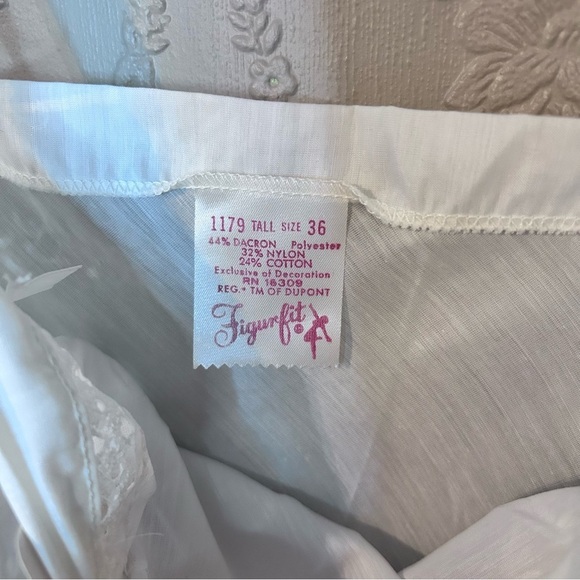 1179 TALL SIZE 36
44% DACRON Polyester
32% NYLON
24% COTTON
Exclusive of Decoration
RN 16309
REG.* TM OF DUPONT
Figurfit ®